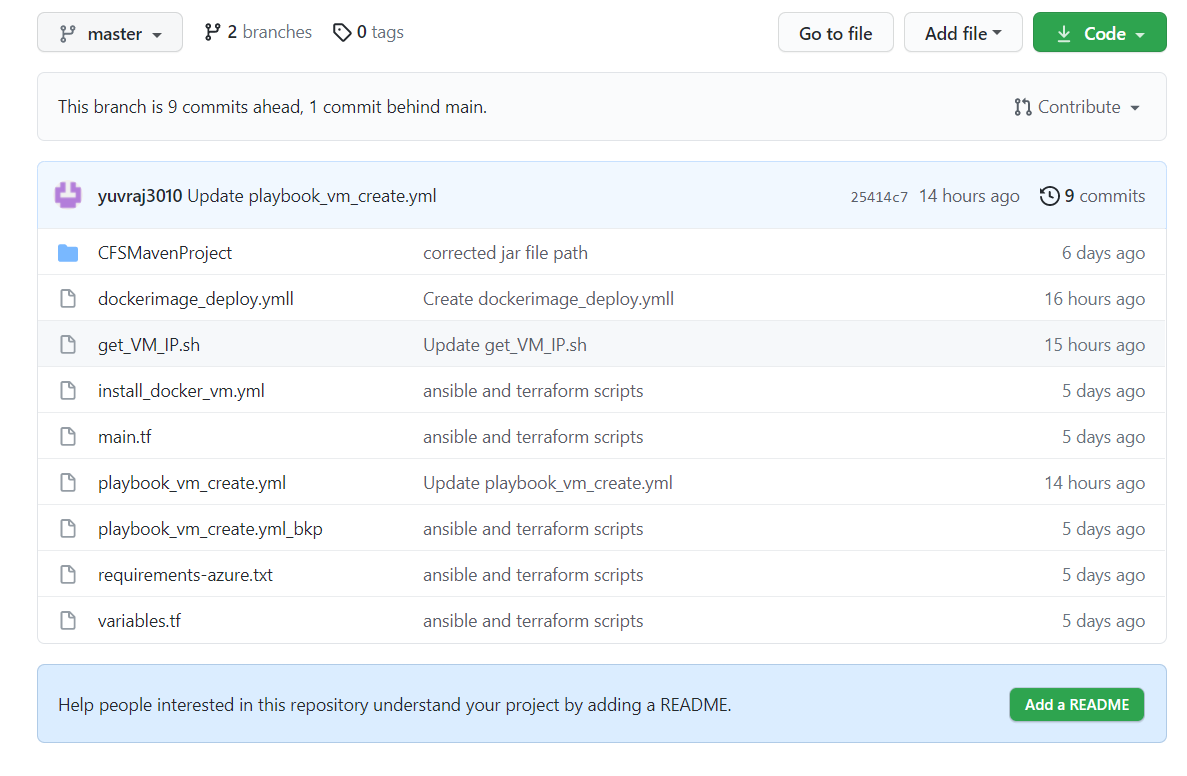 master 2 branches 0 tags Go to file Add file Code
This branch is 9 commits ahead, 1 commit behind main. Contribute
yuvraj3010 Update playbook_vm_create.yml 25414c7 14 hours ago 9 commits
CFSMavenProject corrected jar file path 6 days ago
dockerimage_deploy.ymll Create dockerimage_deploy.ymll 16 hours ago
get_VM_IP.sh Update get_VM_IP.sh 15 hours ago
install_docker_vm.yml ansible and terraform scripts 5 days ago
main.tf ansible and terraform scripts 5 days ago
playbook_vm_create.yml Update playbook_vm_create.yml 14 hours ago
playbook_vm_create.yml_bkp ansible and terraform scripts 5 days ago
requirements-azure.txt ansible and terraform scripts 5 days ago
variables.tf ansible and terraform scripts 5 days ago
Help people interested in this repository understand your project by adding a README. Add a README